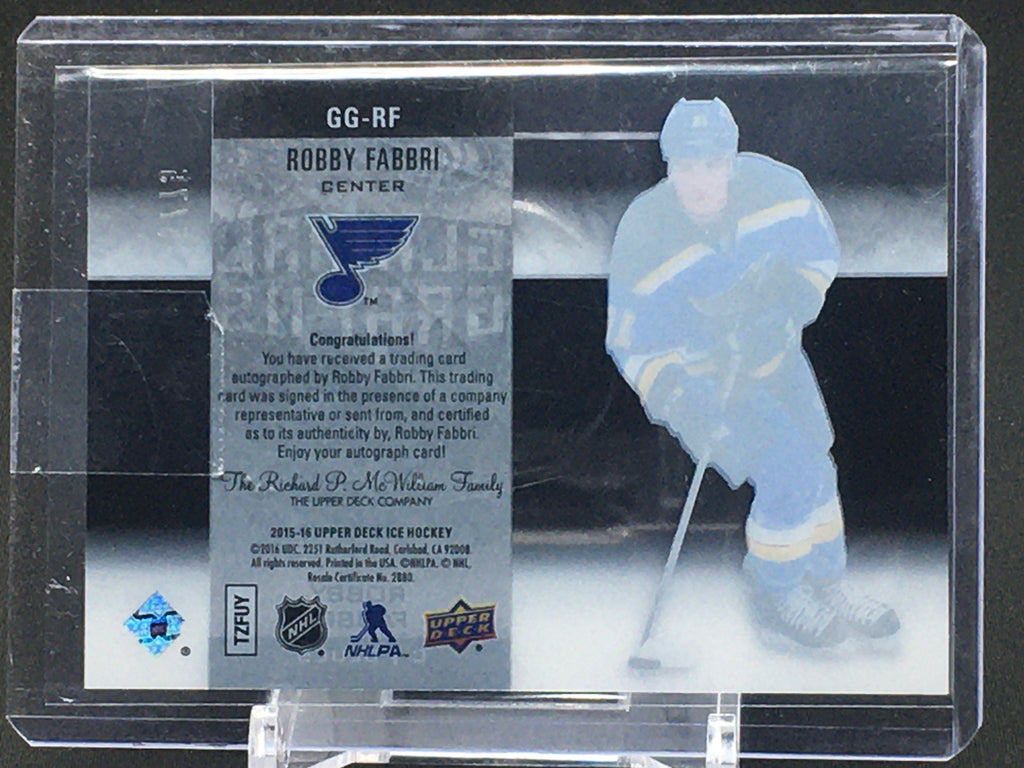 GG-RF
ROBBY FABBRI
CENTER
TM
Congratulations!
You have received a trading card
autographed by Robby Fabbri. This trading
card was signed in the presence of a company
representative or sent from, and certified
as to its authenticity by, Robby Fabbri.
Enjoy your autograph card!
The Richard P. McWilliam Family
THE UPPER DECK COMPANY
2015-16 UPPER DECK ICE HOCKEY
©2016 UDC. 2251 Rutherford Road, Carlsbad, CA 92008.
All rights reserved. Printed in the USA. ©NHLPA. © NHL.
Resale Certificate No. 2880.
TZFUY
NHL
NHLPA
UPPER
DECK